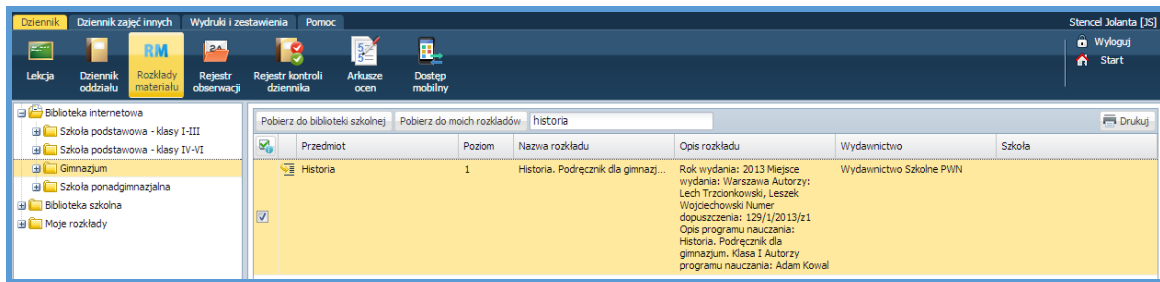 Dziennik Dziennik zajęć innych Wydruki i zestawienia Pomoc Stencel Jolanta [JS]
Lekcja Dziennik oddziału RM Rozkłady materiału Rejestr obserwacji Rejestr kontroli dziennika Arkusze ocen Dostęp mobilny
Wyloguj
Start
Biblioteka internetowa
Szkoła podstawowa - klasy I-III
Szkoła podstawowa - klasy IV-VI
Gimnazjum
Szkoła ponadgimnazjalna
Biblioteka szkolna
Moje rozkłady
Pobierz do biblioteki szkolnej Pobierz do moich rozkładów historia Drukuj
Przedmiot Poziom Nazwa rozkładu Opis rozkładu Wydawnictwo Szkoła
Historia 1 Historia. Podręcznik dla gimnazj... Rok wydania: 2013 Miejsce Wydawnictwo Szkolne PWN
wydania: Warszawa Autorzy:
Lech Trzcionkowski, Leszek
Wojciechowski Numer
dopuszczenia: 129/1/2013/z1
Opis programu nauczania:
Historia. Podręcznik dla
gimnazjum. Klasa I Autorzy
programu nauczania: Adam Kowal